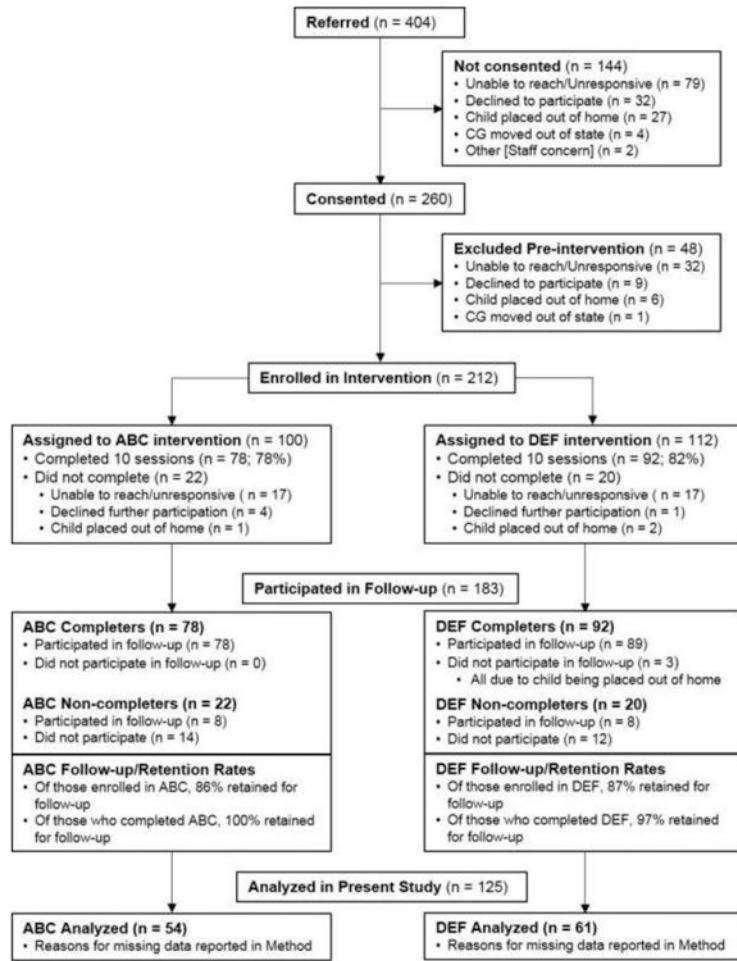 Referred (n = 404)
Not consented (n = 144)
• Unable to reach/Unresponsive (n = 79)
• Declined to participate (n = 32)
• Child placed out of home (n = 27)
• CG moved out of state (n = 4)
• Other [Staff concern] (n = 2)
Consented (n = 260)
Excluded Pre-intervention (n = 48)
• Unable to reach/Unresponsive (n = 32)
• Declined to participate (n = 9)
• Child placed out of home (n = 6)
• CG moved out of state (n = 1)
Enrolled in Intervention (n = 212)
Assigned to ABC intervention (n = 100)
• Completed 10 sessions (n = 78; 78%)
• Did not complete (n = 22)
• Unable to reach/unresponsive ( n = 17)
• Declined further participation (n = 4)
• Child placed out of home (n = 1)
Assigned to DEF intervention (n = 112)
• Completed 10 sessions (n = 92; 82%)
• Did not complete (n = 20)
• Unable to reach/unresponsive (n = 17)
• Declined further participation (n = 1)
• Child placed out of home (n = 2)
Participated in Follow-up (n = 183)
ABC Completers (n = 78)
• Participated in follow-up (n = 78)
• Did not participate in follow-up (n = 0)
ABC Non-completers (n = 22)
• Participated in follow-up (n = 8)
• Did not participate (n = 14)
ABC Follow-up/Retention Rates
• Of those enrolled in ABC, 86% retained for
follow-up
• Of those who completed ABC, 100% retained
for follow-up
DEF Completers (n = 92)
• Participated in follow-up (n = 89)
• Did not participate in follow-up (n = 3)
• All due to child being placed out of home
DEF Non-completers (n = 20)
• Participated in follow-up (n = 8)
• Did not participate (n = 12)
DEF Follow-up/Retention Rates
• Of those enrolled in DEF, 87% retained for
follow-up
• Of those who completed DEF, 97% retained
for follow-up
Analyzed in Present Study (n = 125)
ABC Analyzed (n = 54)
• Reasons for missing data reported in Method
DEF Analyzed (n = 61)
• Reasons for missing data reported in Method